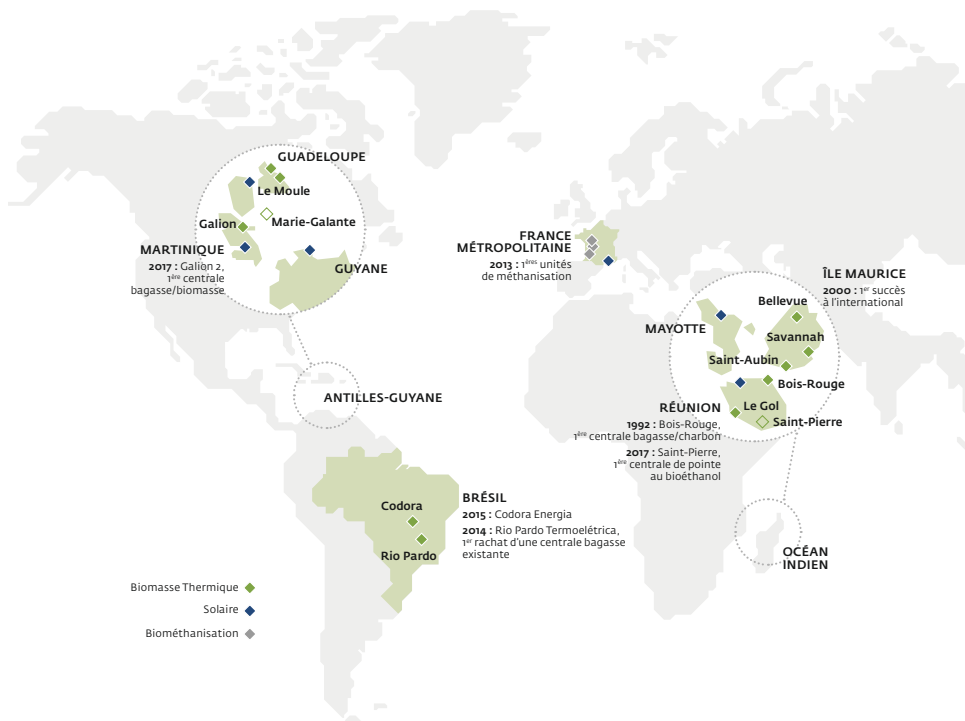 GUADELOUPE
Le Moule
Marie-Galante
Galion
MARTINIQUE
2017 : Galion 2,
1ère centrale
bagasse/biomasse
GUYANE
ANTILLES-GUYANE
FRANCE
MÉTROPOLITAINE
2013 : 1ères unités
de méthanisation
ÎLE MAURICE
2000 : 1er succès
à l'international
Bellevue
Savannah
Saint-Aubin
MAYOTTE
Bois-Rouge
Le Gol
Saint-Pierre
RÉUNION
1992 : Bois-Rouge,
1ère centrale bagasse/charbon
2017 : Saint-Pierre,
1ère centrale de pointe
au bioéthanol
OCÉAN
INDIEN
BRÉSIL
2015 : Codora Energia
2014 : Rio Pardo Termoelétrica,
1er rachat d'une centrale bagasse
existante
Codora
Rio Pardo
Biomasse Thermique
Solaire
Biométhanisation